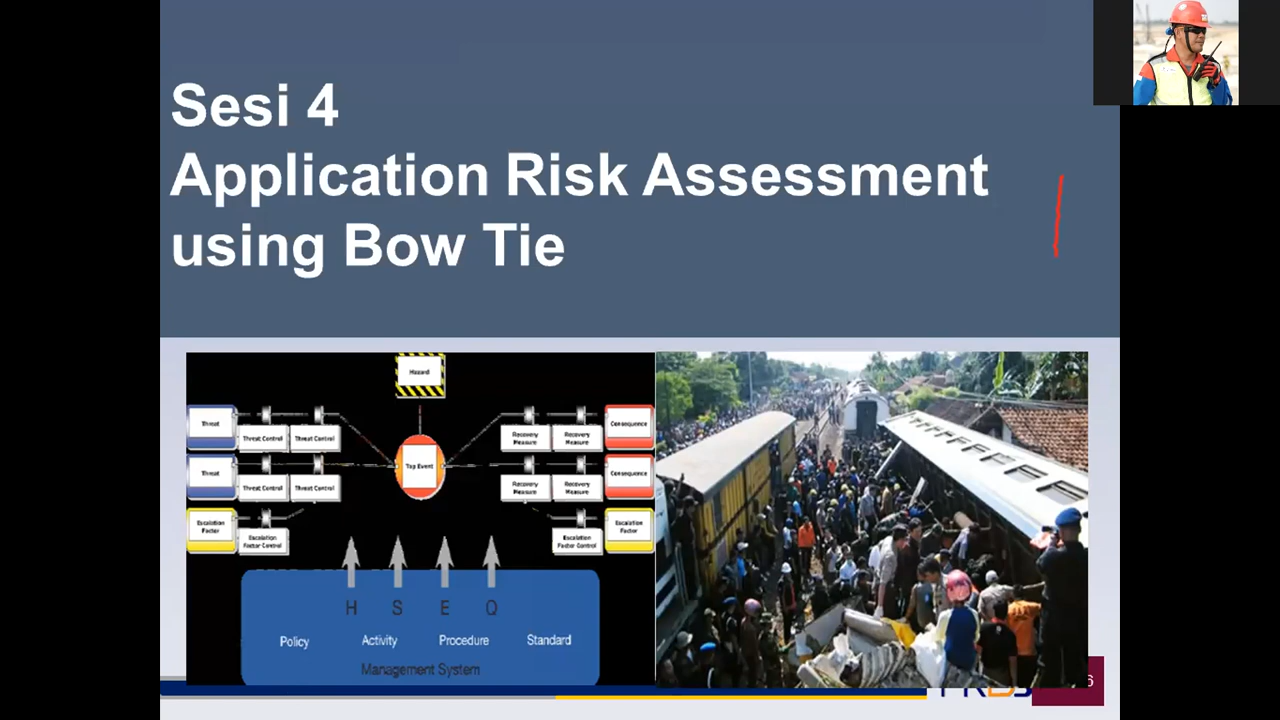 Sesi 4
Application Risk Assessment
using Bow Tie
Hazard
Threat
Threat Control
Threat Control
Top Event
Recovery
Measure
Recovery
Measure
Consequence
Threat
Threat Control
Threat Control
Recovery
Measure
Recovery
Measure
Consequence
Escalation
Factor
Escalation
Factor Control
Escalation
Factor Control
Escalation
Factor
H S E Q
Policy Activity Procedure Standard
Management System
6